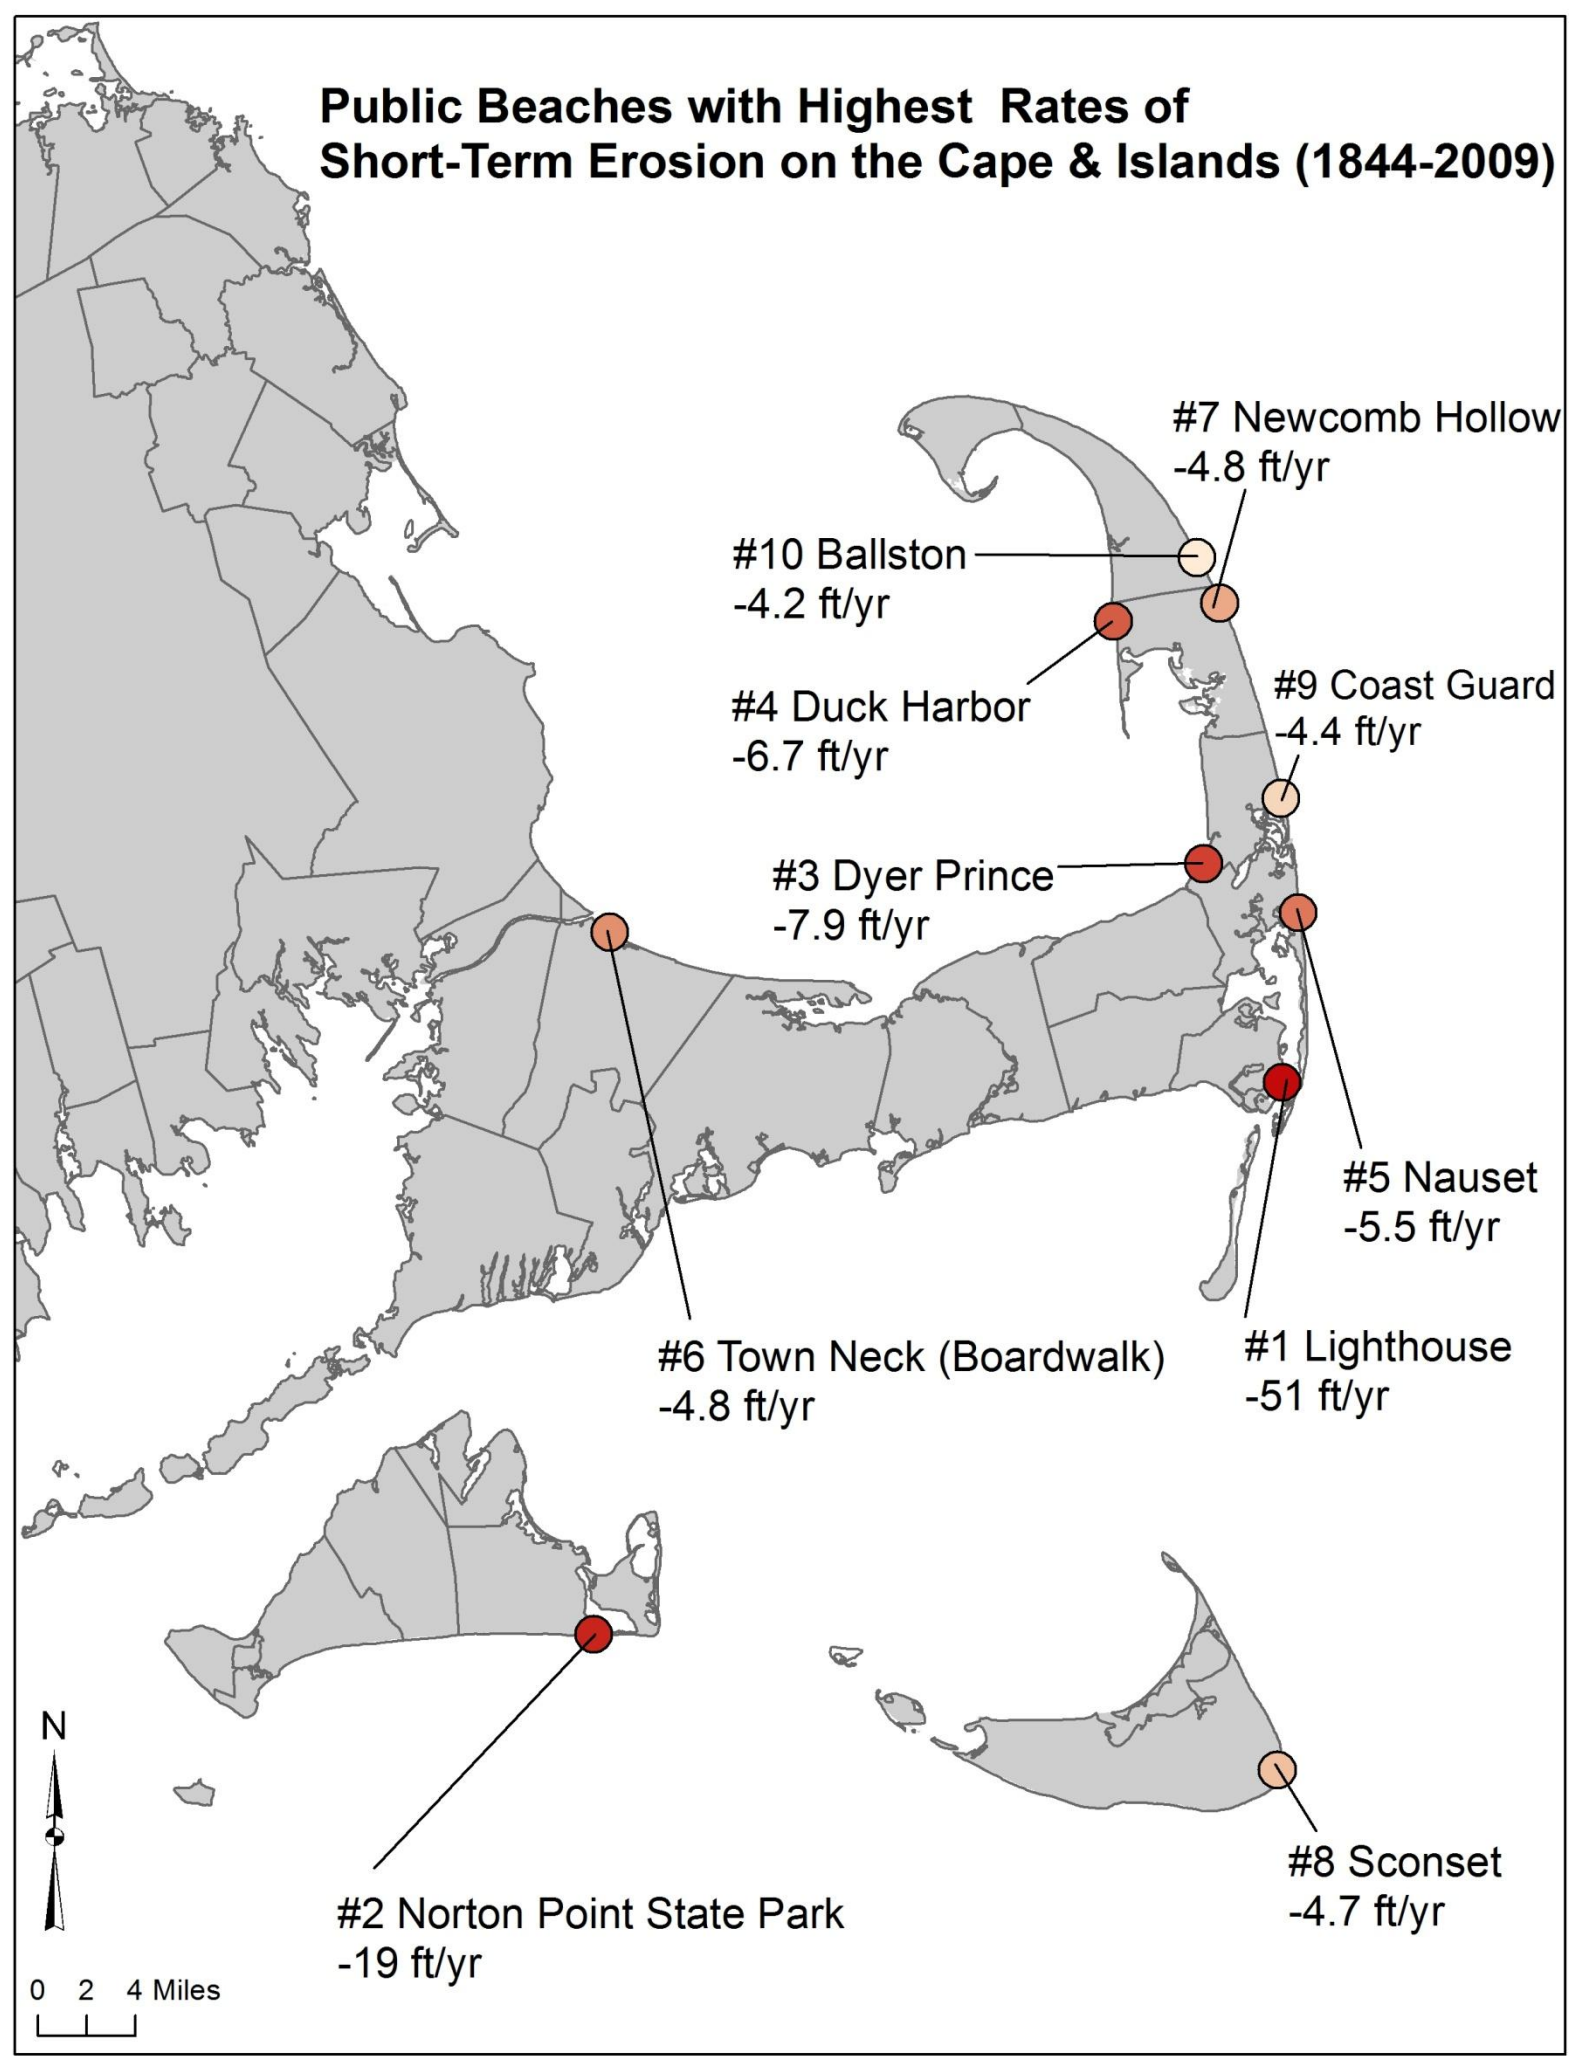 Public Beaches with Highest Rates of
Short-Term Erosion on the Cape & Islands (1844-2009)
#7 Newcomb Hollow
-4.8 ft/yr
#10 Ballston
-4.2 ft/yr
#4 Duck Harbor
-6.7 ft/yr
#9 Coast Guard
-4.4 ft/yr
#3 Dyer Prince
-7.9 ft/yr
#5 Nauset
-5.5 ft/yr
#6 Town Neck (Boardwalk)
-4.8 ft/yr
#1 Lighthouse
-51 ft/yr
#8 Sconset
-4.7 ft/yr
#2 Norton Point State Park
-19 ft/yr
N
0 2 4 Miles